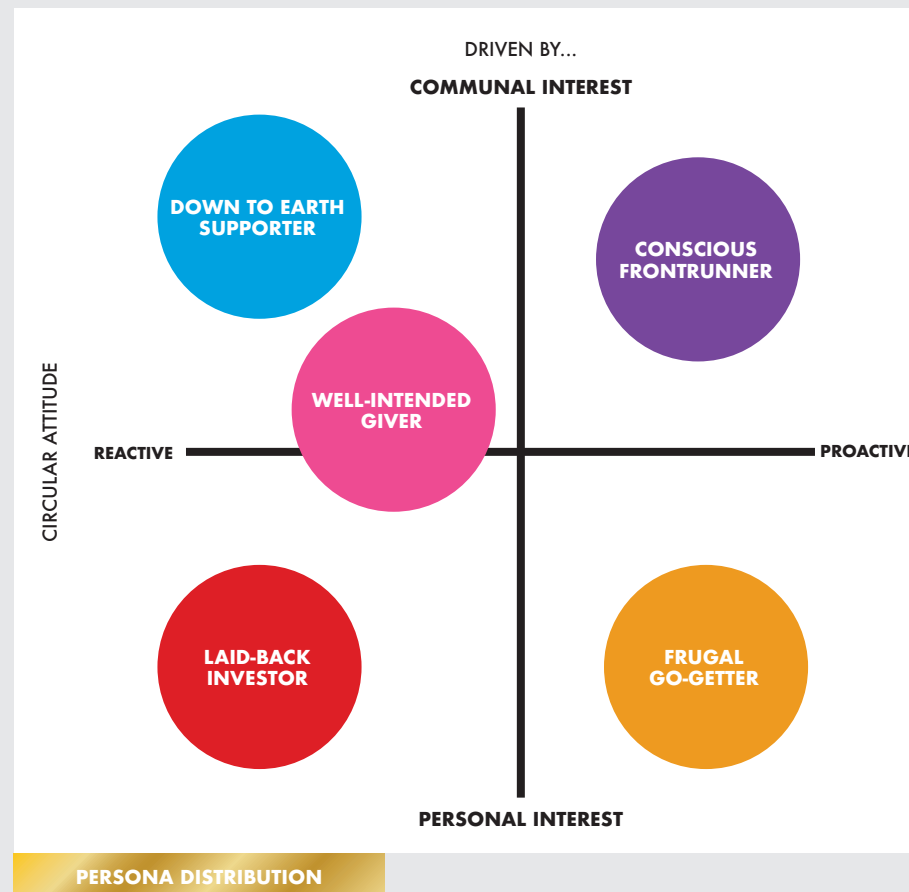 DRIVEN BY...
COMMUNAL INTEREST
DOWN TO EARTH
SUPPORTER
CONSCIOUS
FRONTRUNNER
WELL-INTENDED
GIVER
CIRCULAR ATTITUDE
REACTIVE
PROACTIVE
LAID-BACK
INVESTOR
FRUGAL
GO-GETTER
PERSONAL INTEREST
PERSONA DISTRIBUTION